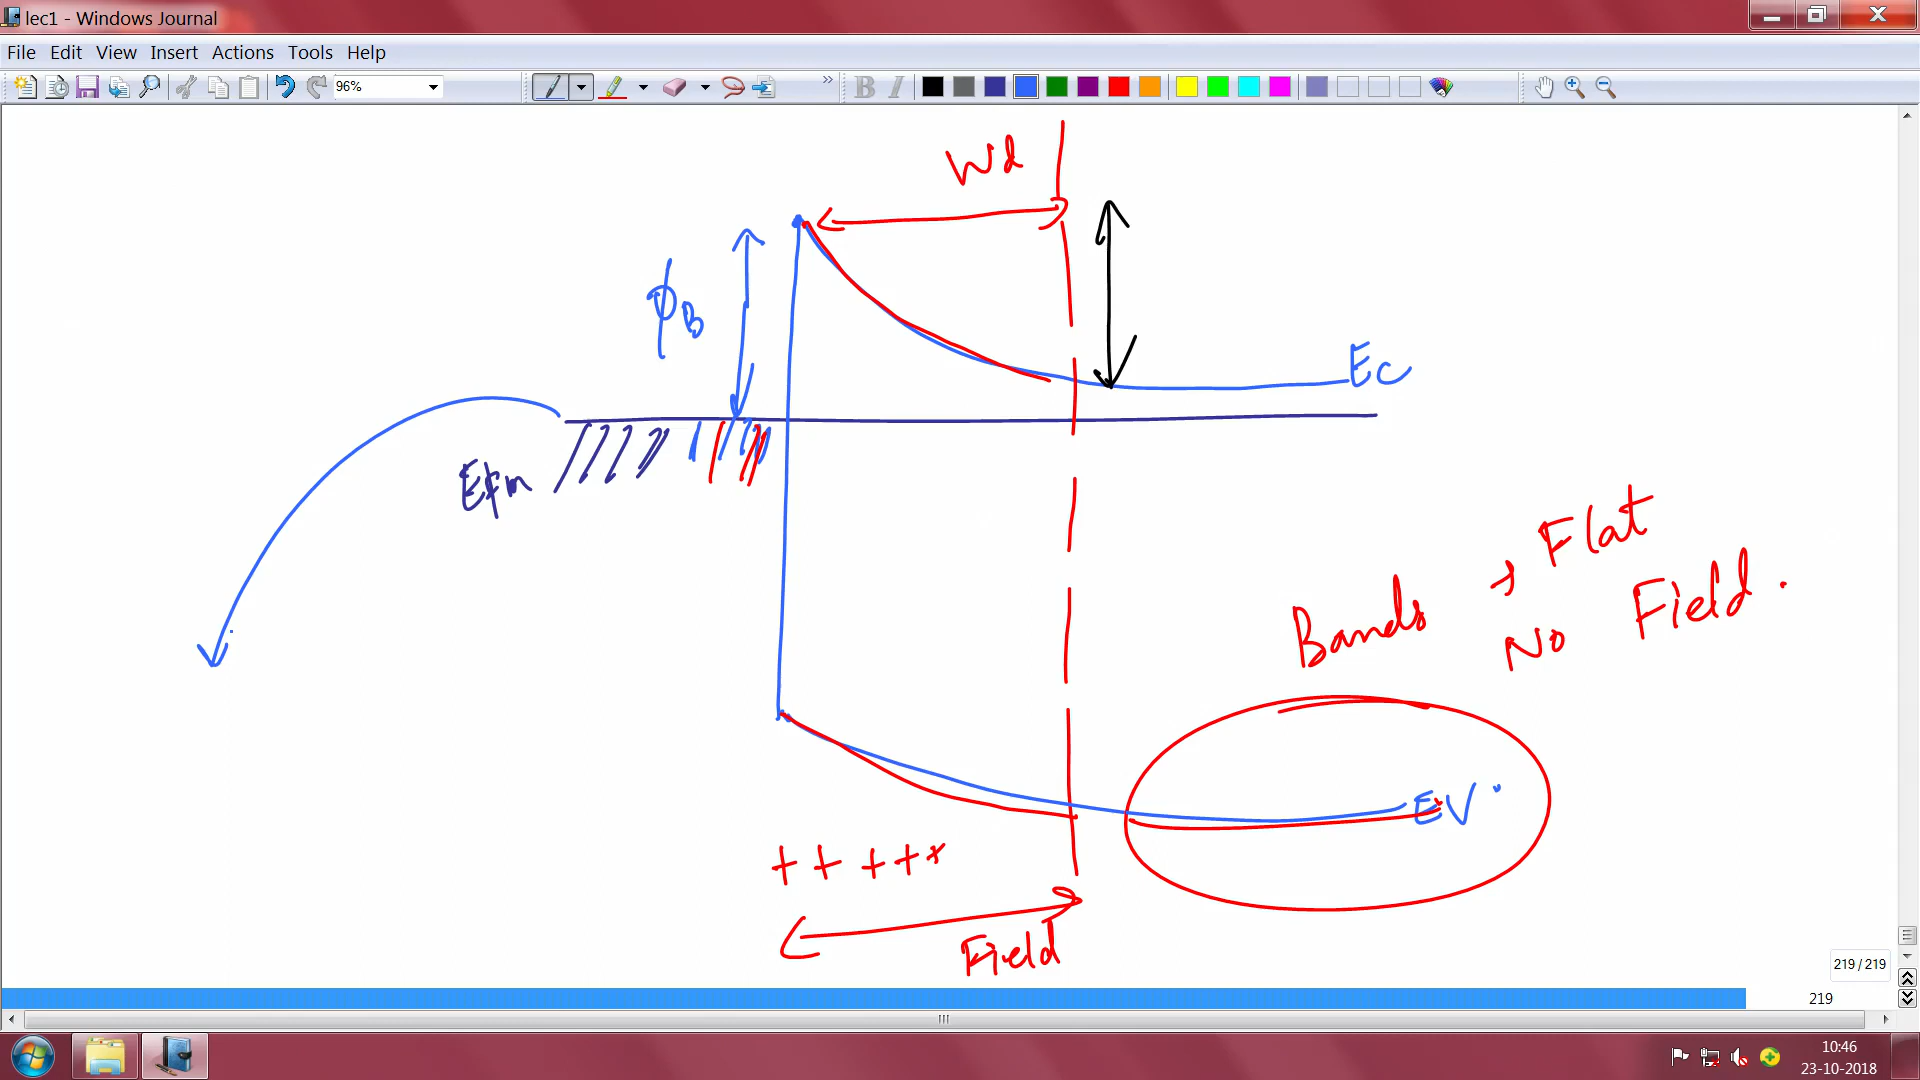 lec1 - Windows Journal
File Edit View Insert Actions Tools Help
96%
B I
Wd
ϕB
Ec
Efm
Bands → Flat
No Field.
EV
+ + + + +
Field
219 / 219
219
10:46
23-10-2018